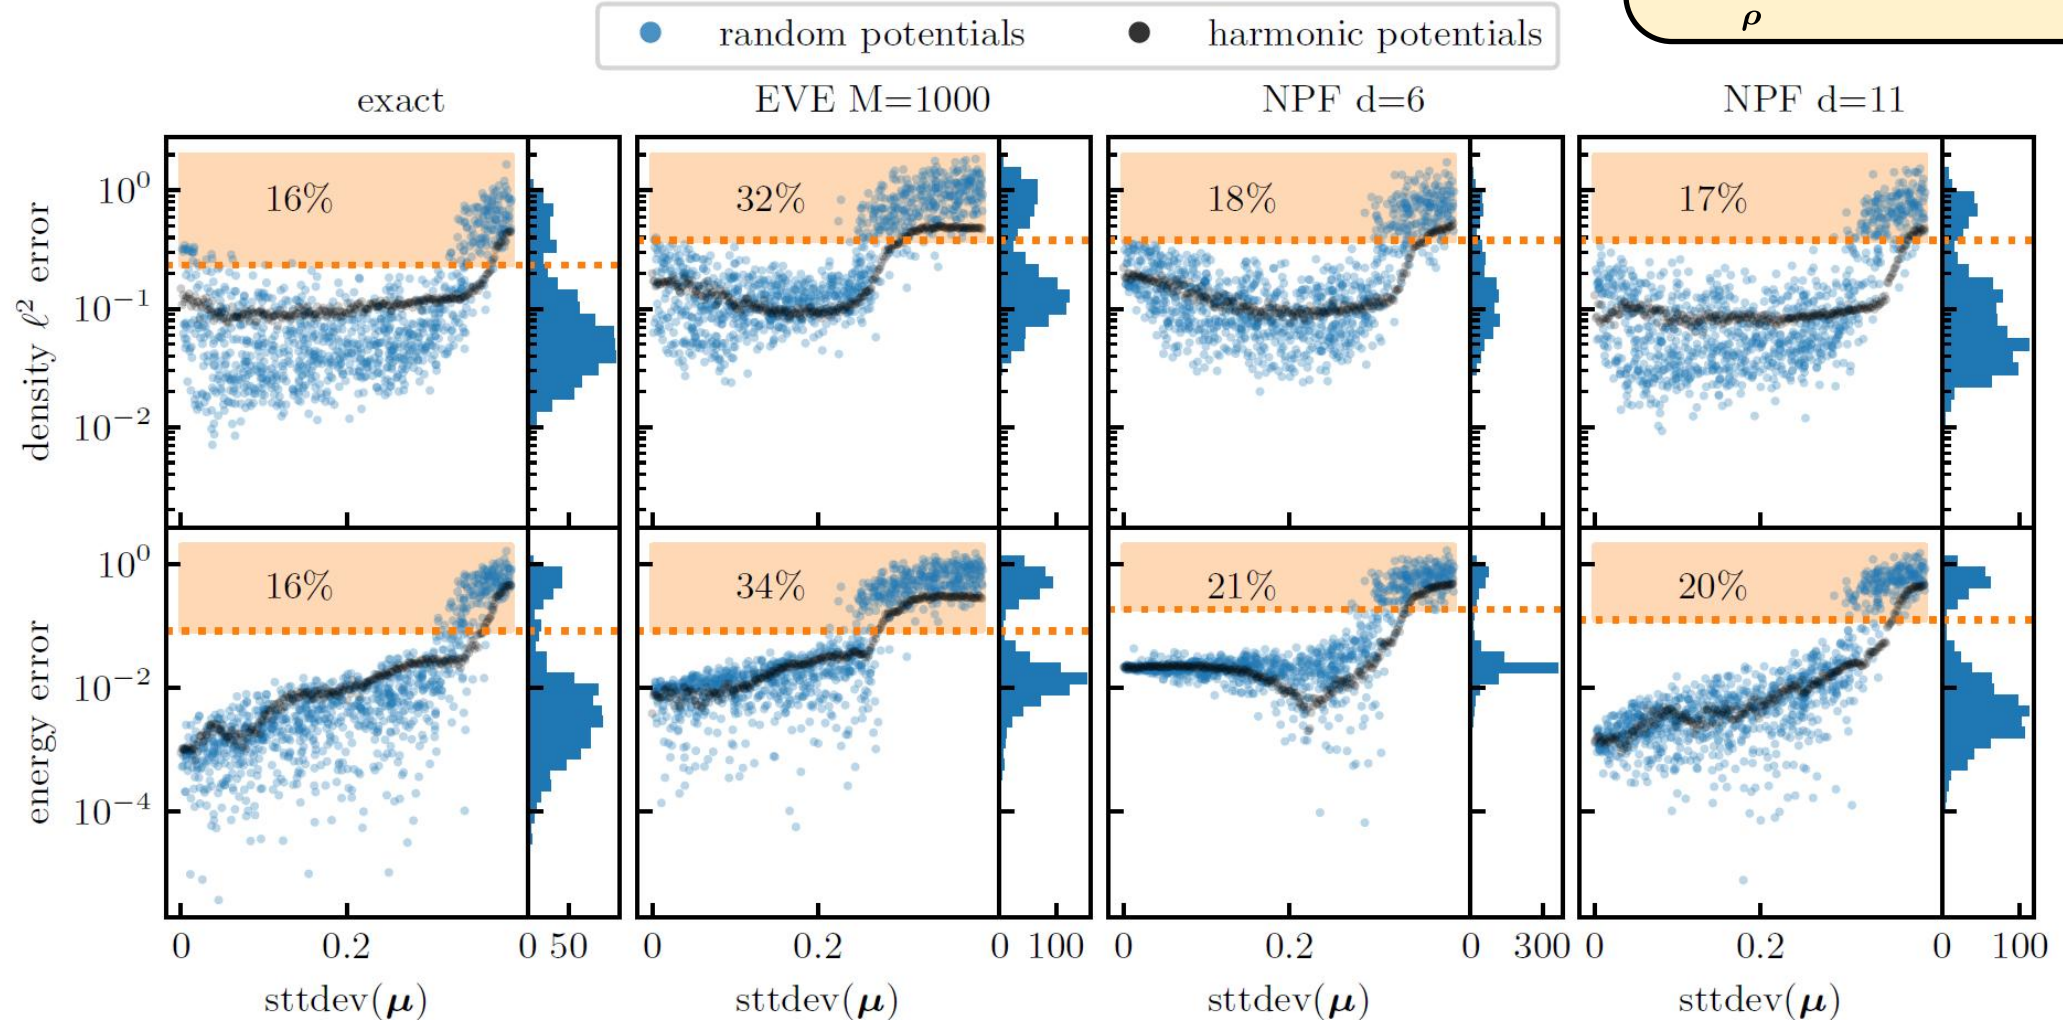 ρ
random potentials harmonic potentials
exact EVE M=1000 NPF d=6 NPF d=11
density ℓ² error
10⁰
10⁻¹
10⁻²
16% 32% 18% 17%
energy error
10⁰
10⁻²
10⁻⁴
16% 34% 21% 20%
0 0.2 0 50 0 0.2 0 100 0 0.2 0 300 0 0.2 0 100
sttdev(μ) sttdev(μ) sttdev(μ) sttdev(μ)